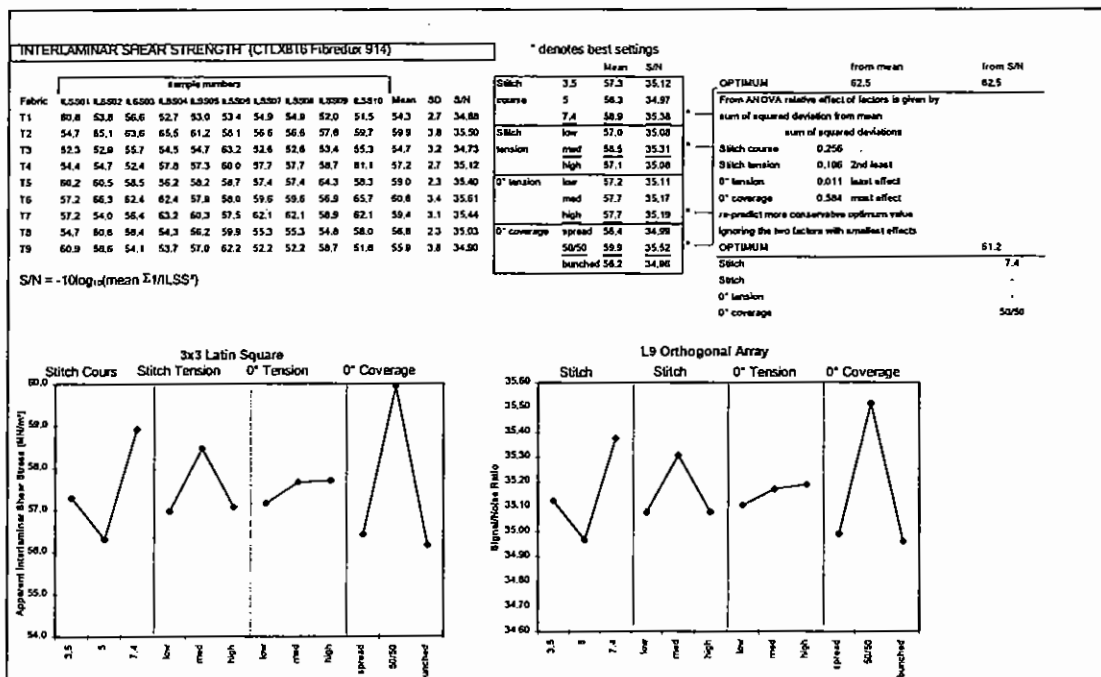 INTERLAMINAR SHEAR STRENGTH (CTLX816 Fibredux 914)
* denotes best settings
sample numbers
Fabric ILSS01 ILSS02 ILSS03 ILSS04 ILSS05 ILSS06 ILSS07 ILSS08 ILSS09 ILSS10 Mean SD S/N
T1 60,8 53,8 56,6 52,7 53,0 53,4 54,9 54,9 52,0 51,5 54,3 2.7 34,68
T2 54,7 65,1 63,6 65,5 61,2 58,1 56,6 56,6 57,6 59,7 59,9 3,8 35,50
T3 52,3 52,9 55,7 54,5 54,7 63,2 52,6 52,6 53,4 55,3 54,7 3,2 34,73
T4 54,4 54,7 52,4 57,8 57,3 60,0 57,7 57,7 58,7 61,1 57,2 2.7 35,12
T5 60,2 60,5 58,5 56,2 58,2 58,7 57,4 57,4 64,3 58,3 59,0 2,3 35,40
T6 57,2 66,3 62,4 62,4 57,8 58,0 59,6 59,6 56,9 65,7 60,6 3,4 35,61
T7 57,2 54,0 56,4 63,2 60,3 57,5 62,1 62,1 58,9 62,1 59,4 3,1 35,44
T8 54,7 60,6 58,4 54,3 56,2 59,9 55,3 55,3 54,8 58,0 56,8 2,3 35,03
T9 60,9 58,6 54,1 53,7 57,0 62,2 52,2 52,2 58,7 51,6 55,9 3,8 34,90
S/N = -10log₁₀(mean Σ1/ILSS²)
Mean S/N
Stitch 3,5 57,3 35,12
course 5 56,3 34,97
7,4 58,9 35,38 *
Stitch low 57,0 35,08
tension med 58,5 35,31 *
high 57,1 35,08
0° tension low 57,2 35,11
med 57,7 35,17
high 57,7 35,19 *
0° coverage spread 56,4 34,99
50/50 59,9 35,52 *
bunched 56,2 34,96
from mean from S/N
OPTIMUM 62.5 62,5
From ANOVA relative effect of factors is given by
sum of squared deviation from mean
sum of squared deviations
Stitch course 0.256
Stitch tension 0.106 2nd least
0° tension 0.011 least effect
0° coverage 0.584 most effect
re-predict more conservative optimum value
ignoring the two factors with smallest effects
OPTIMUM 61.2
Stitch 7.4
Stitch -
0° tension -
0° coverage 50/50
3x3 Latin Square
Stitch Cours Stitch Tension 0° Tension 0° Coverage
Apparent Interlaminar Shear Stress [MN/m²]
60,0
59,0
58,0
57,0
56,0
55,0
54,0
3.5 5 7.4 low med high low med high spread 50/50 bunched
L9 Orthogonal Array
Stitch Stitch 0° Tension 0° Coverage
Signal/Noise Ratio
35,60
35,50
35,40
35,30
35,20
35,10
35,00
34,90
34,80
34,70
34,60
3.5 5 7.4 low med high low med high spread 50/50 bunched